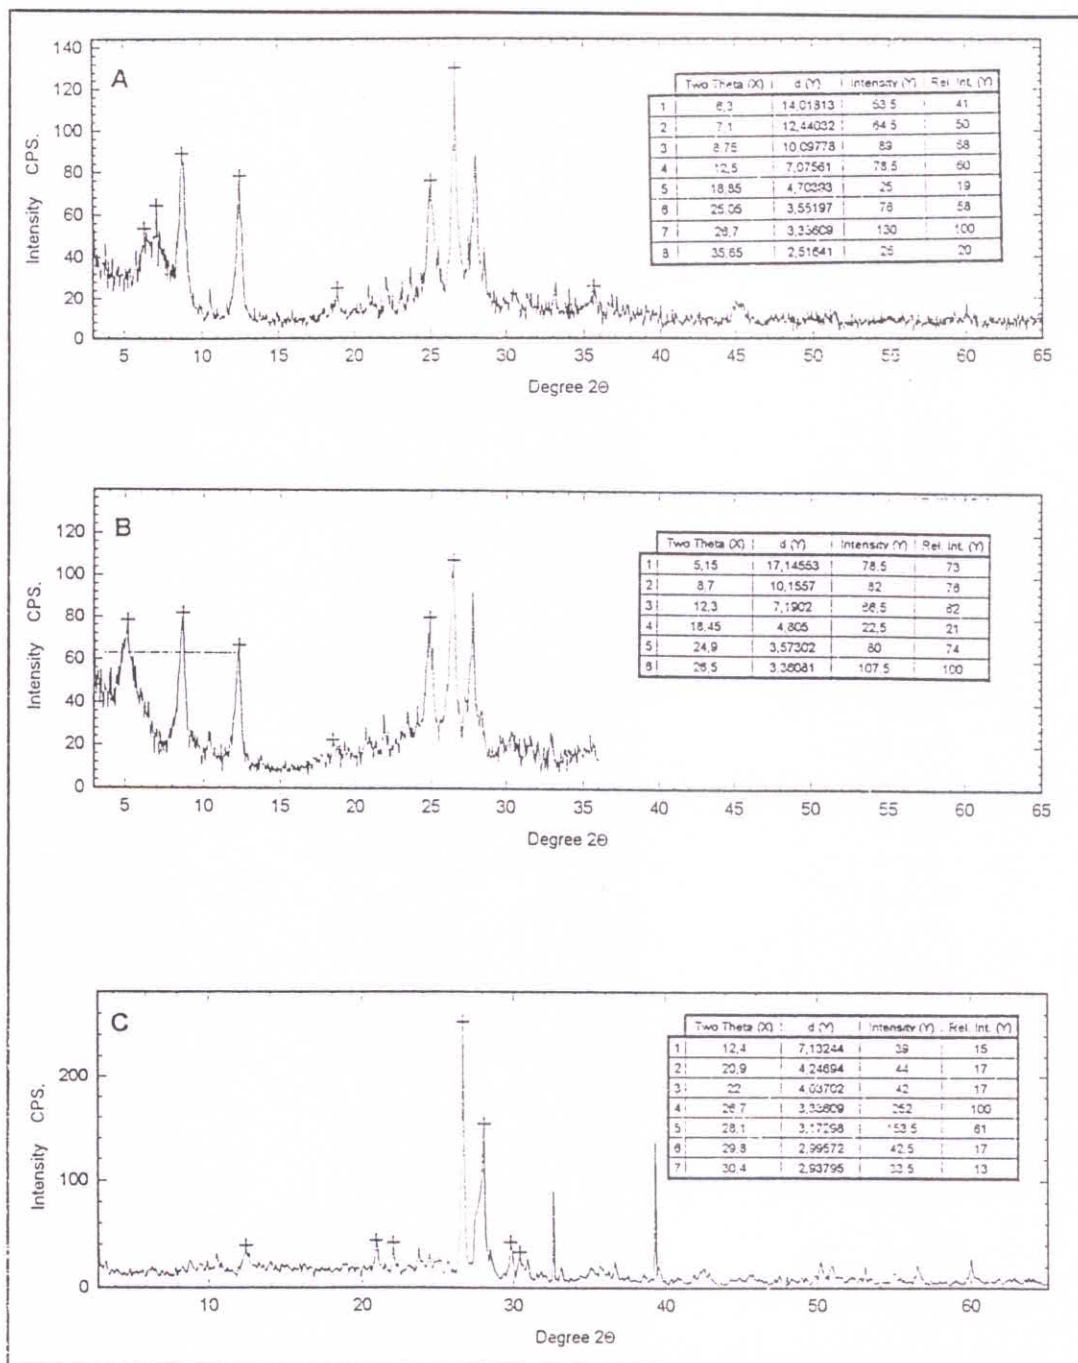 A
Intensity CPS.
140
120
100
80
60
40
20
0
Two Theta (X) d (Y) Intensity (Y) Rel. Int. (Y)
1 6,3 14,01813 53.5 41
2 7,1 12,44032 64.5 50
3 8,75 10,09778 89 68
4 12,5 7,07561 78.5 60
5 18,85 4,70393 25 19
6 25,05 3,55197 76 58
7 26,7 3,33609 130 100
8 35,65 2,51641 26 20
5 10 15 20 25 30 35 40 45 50 55 60 65
Degree 2Θ
B
Intensity CPS.
120
100
80
60
40
20
0
Two Theta (X) d (Y) Intensity (Y) Rel. Int. (Y)
1 5,15 17,14553 78.5 73
2 8,7 10,1557 82 76
3 12,3 7,1902 66.5 62
4 18,45 4,805 22.5 21
5 24,9 3,57302 80 74
6 26,5 3,36081 107.5 100
5 10 15 20 25 30 35 40 45 50 55 60 65
Degree 2Θ
C
Intensity CPS.
200
100
0
Two Theta (X) d (Y) Intensity (Y) Rel. Int. (Y)
1 12,4 7,13244 39 15
2 20,9 4,24694 44 17
3 22 4,03702 42 17
4 26,7 3,33609 252 100
5 28,1 3,17298 153.5 61
6 29,8 2,99572 42.5 17
7 30,4 2,93795 33.5 13
10 20 30 40 50 60
Degree 2Θ